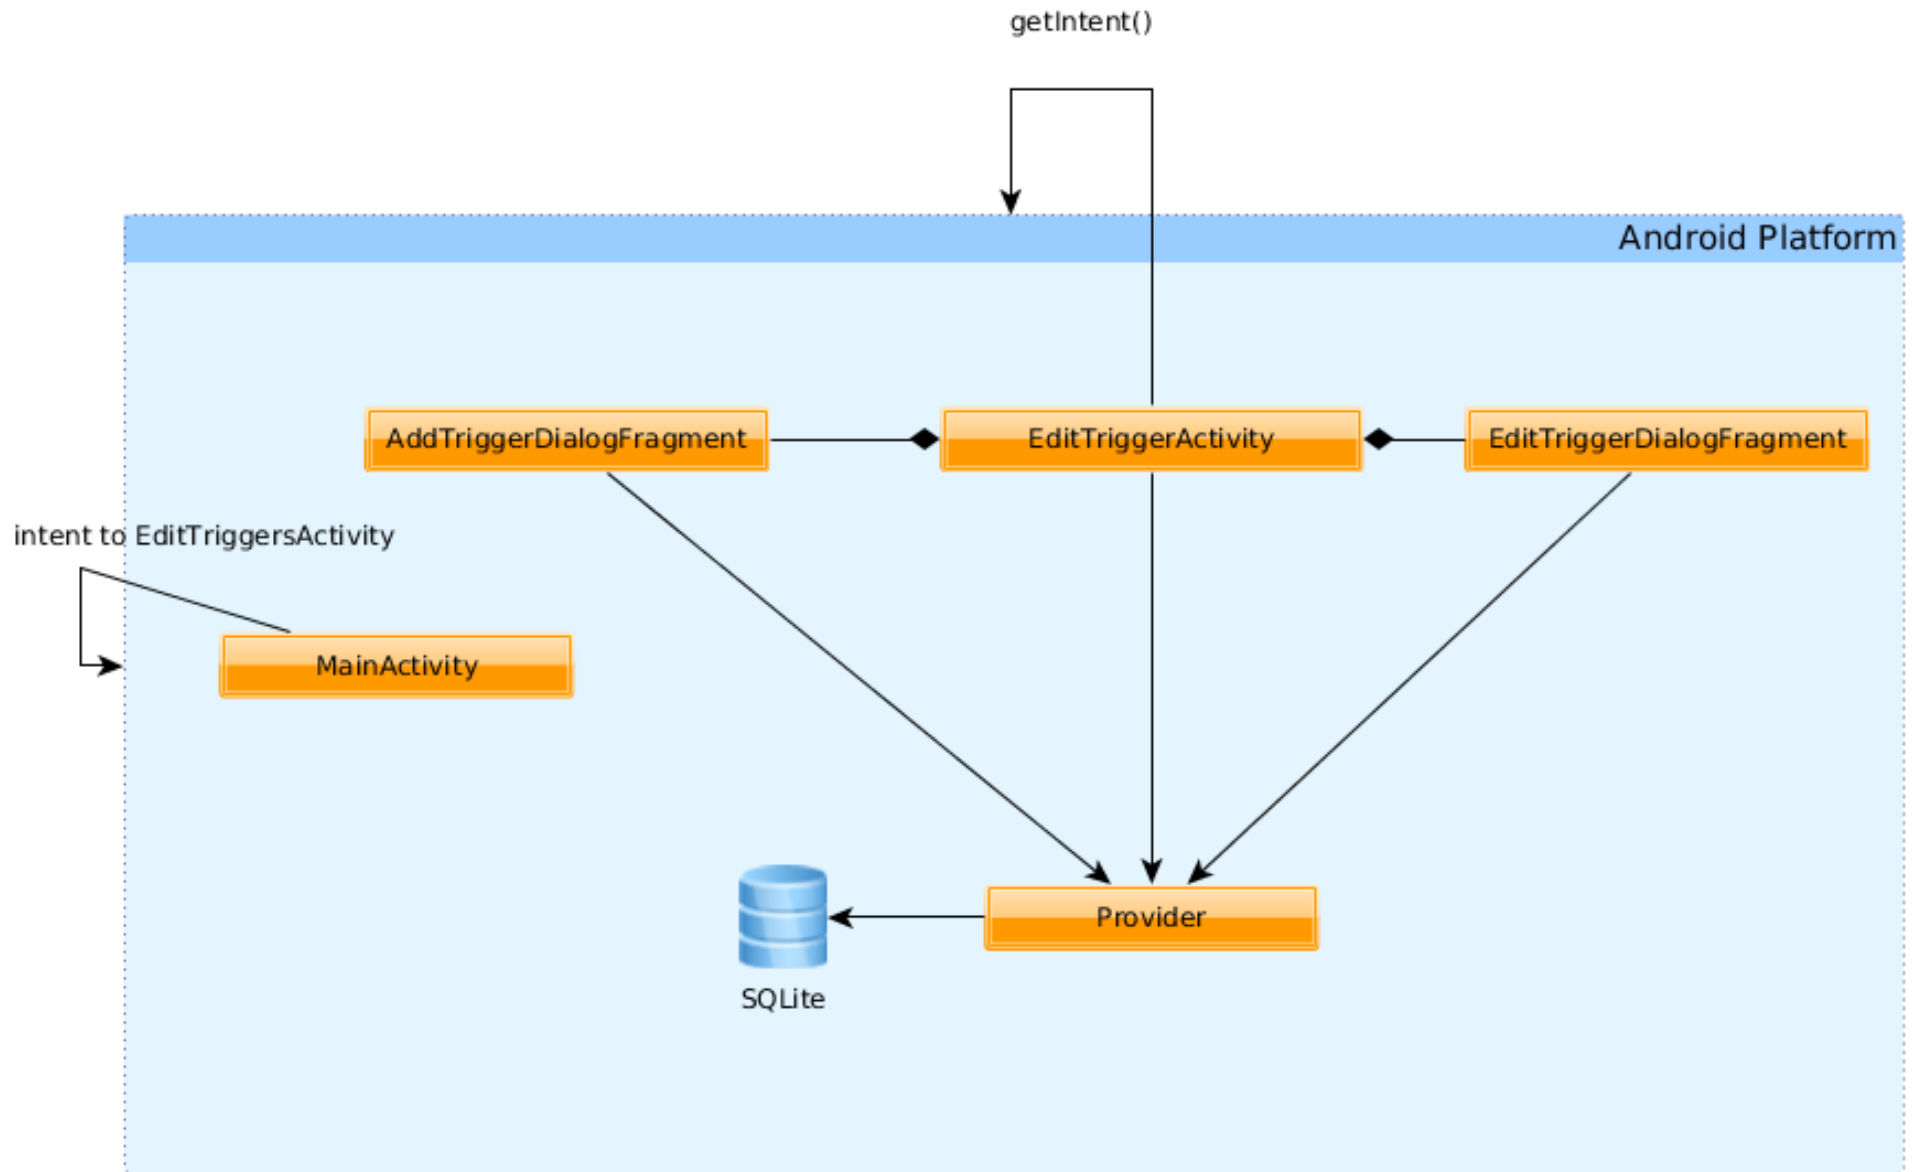 getIntent()
Android Platform
AddTriggerDialogFragment
EditTriggerActivity
EditTriggerDialogFragment
intent to EditTriggersActivity
MainActivity
Provider
SQLite